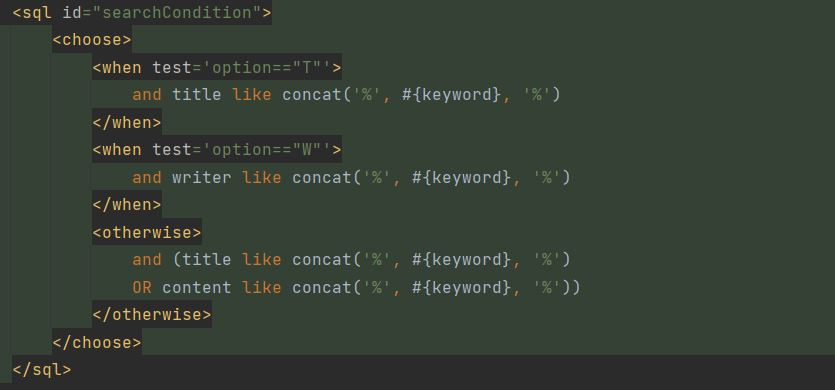 <sql id="searchCondition">
    <choose>
        <when test='option=="T"'>
            and title like concat('%', #{keyword}, '%')
        </when>
        <when test='option=="W"'>
            and writer like concat('%', #{keyword}, '%')
        </when>
        <otherwise>
            and (title like concat('%', #{keyword}, '%')
            OR content like concat('%', #{keyword}, '%'))
        </otherwise>
    </choose>
</sql>